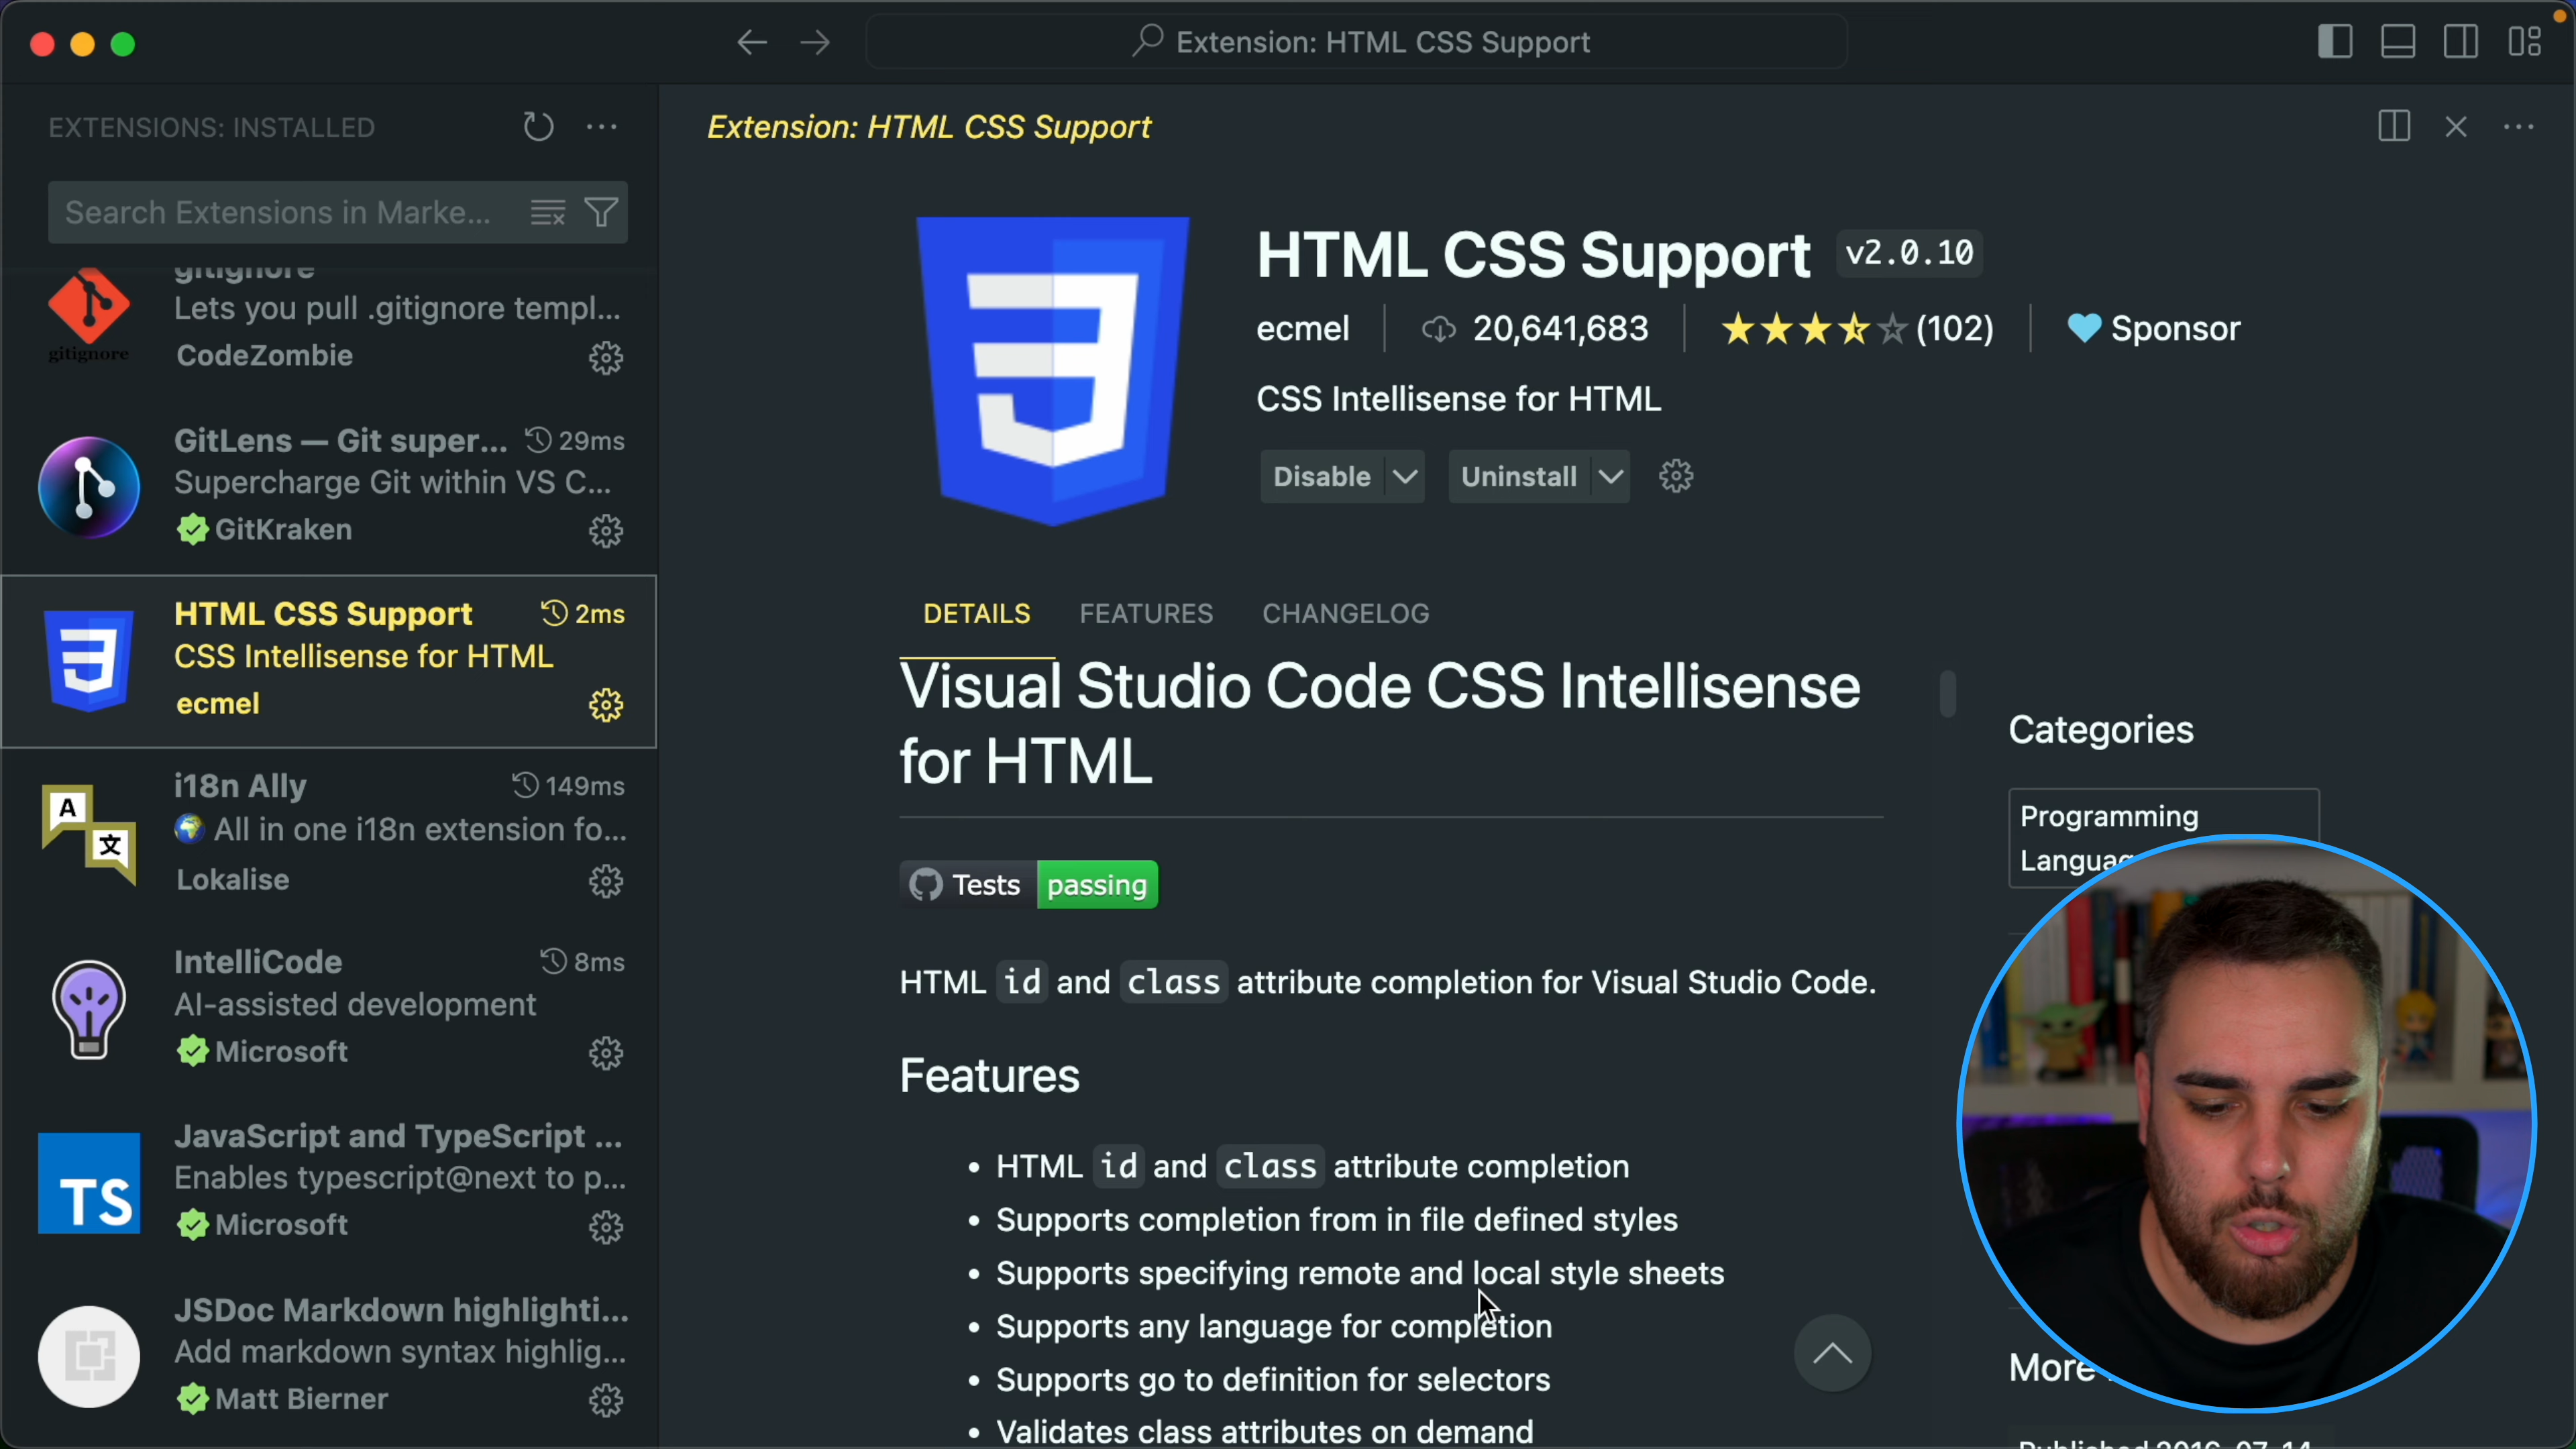 Extension: HTML CSS Support
EXTENSIONS: INSTALLED
Search Extensions in Marke...
gitignore
Lets you pull .gitignore templ...
gitignore
CodeZombie
GitLens — Git super...
29ms
Supercharge Git within VS C...
GitKraken
HTML CSS Support
2ms
CSS Intellisense for HTML
ecmel
i18n Ally
149ms
All in one i18n extension fo...
Lokalise
IntelliCode
8ms
AI-assisted development
Microsoft
JavaScript and TypeScript ...
Enables typescript@next to p...
TS
Microsoft
JSDoc Markdown highlighti...
Add markdown syntax highlig...
Matt Bierner
Extension: HTML CSS Support
HTML CSS Support
v2.0.10
ecmel
20,641,683
(102)
Sponsor
CSS Intellisense for HTML
Disable
Uninstall
DETAILS
FEATURES
CHANGELOG
Visual Studio Code CSS Intellisense
for HTML
Tests passing
HTML id and class attribute completion for Visual Studio Code.
Features
• HTML id and class attribute completion
• Supports completion from in file defined styles
• Supports specifying remote and local style sheets
• Supports any language for completion
• Supports go to definition for selectors
• Validates class attributes on demand
Categories
Programming
More
A
文